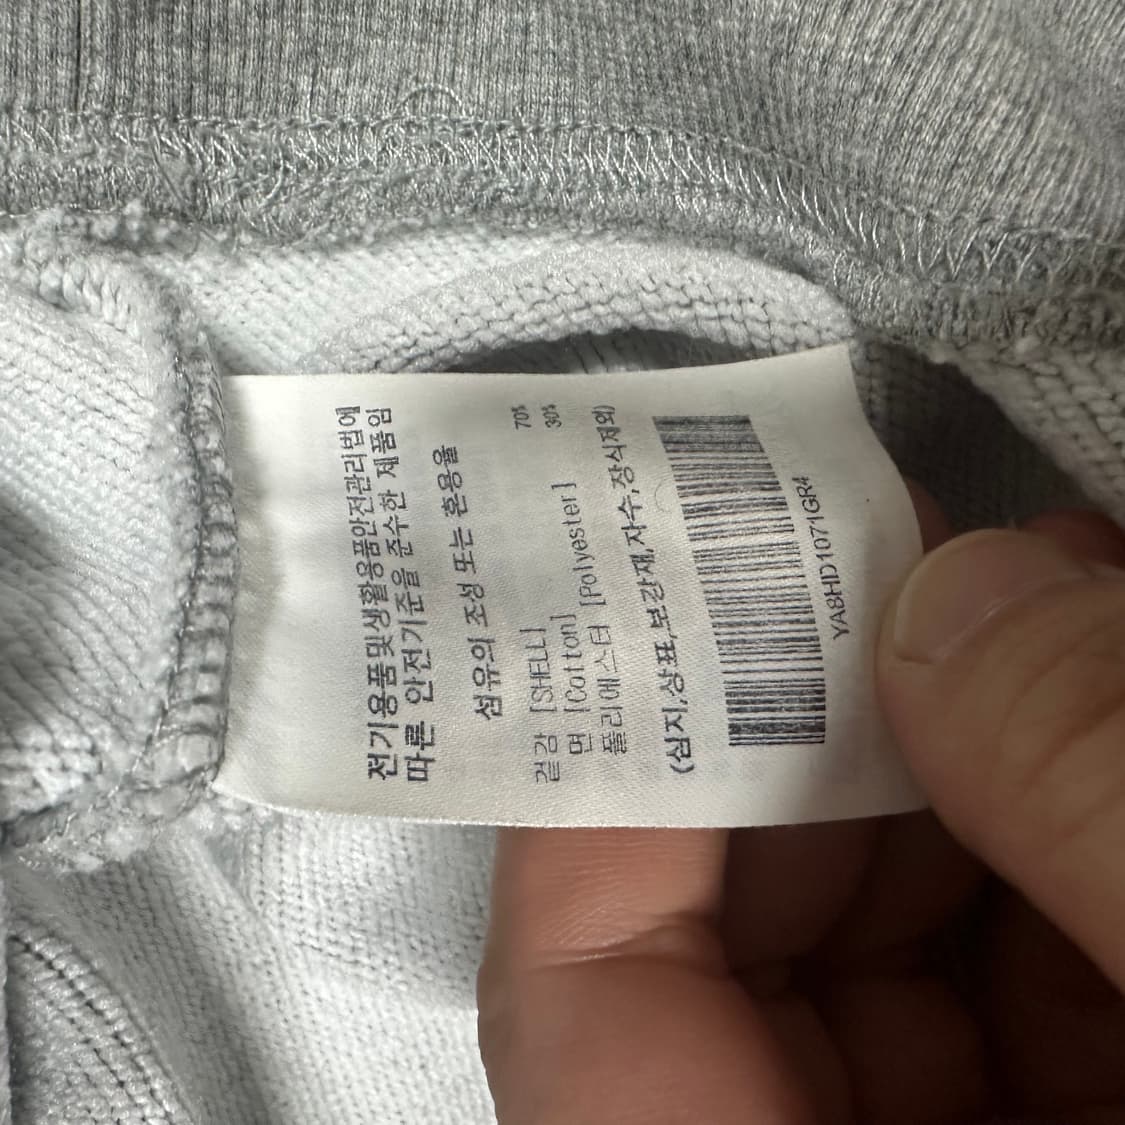 전기용품및생활용품안전관리법에
따른 안전기준을 준수한 제품임
섬유의 조성 또는 혼용율
겉감 [SHELL]
면 [Cotton] 70%
폴리에스터 [Polyester] 30%
(심지,상표,보강재,자수,장식제외)
YA8HD1071GR4